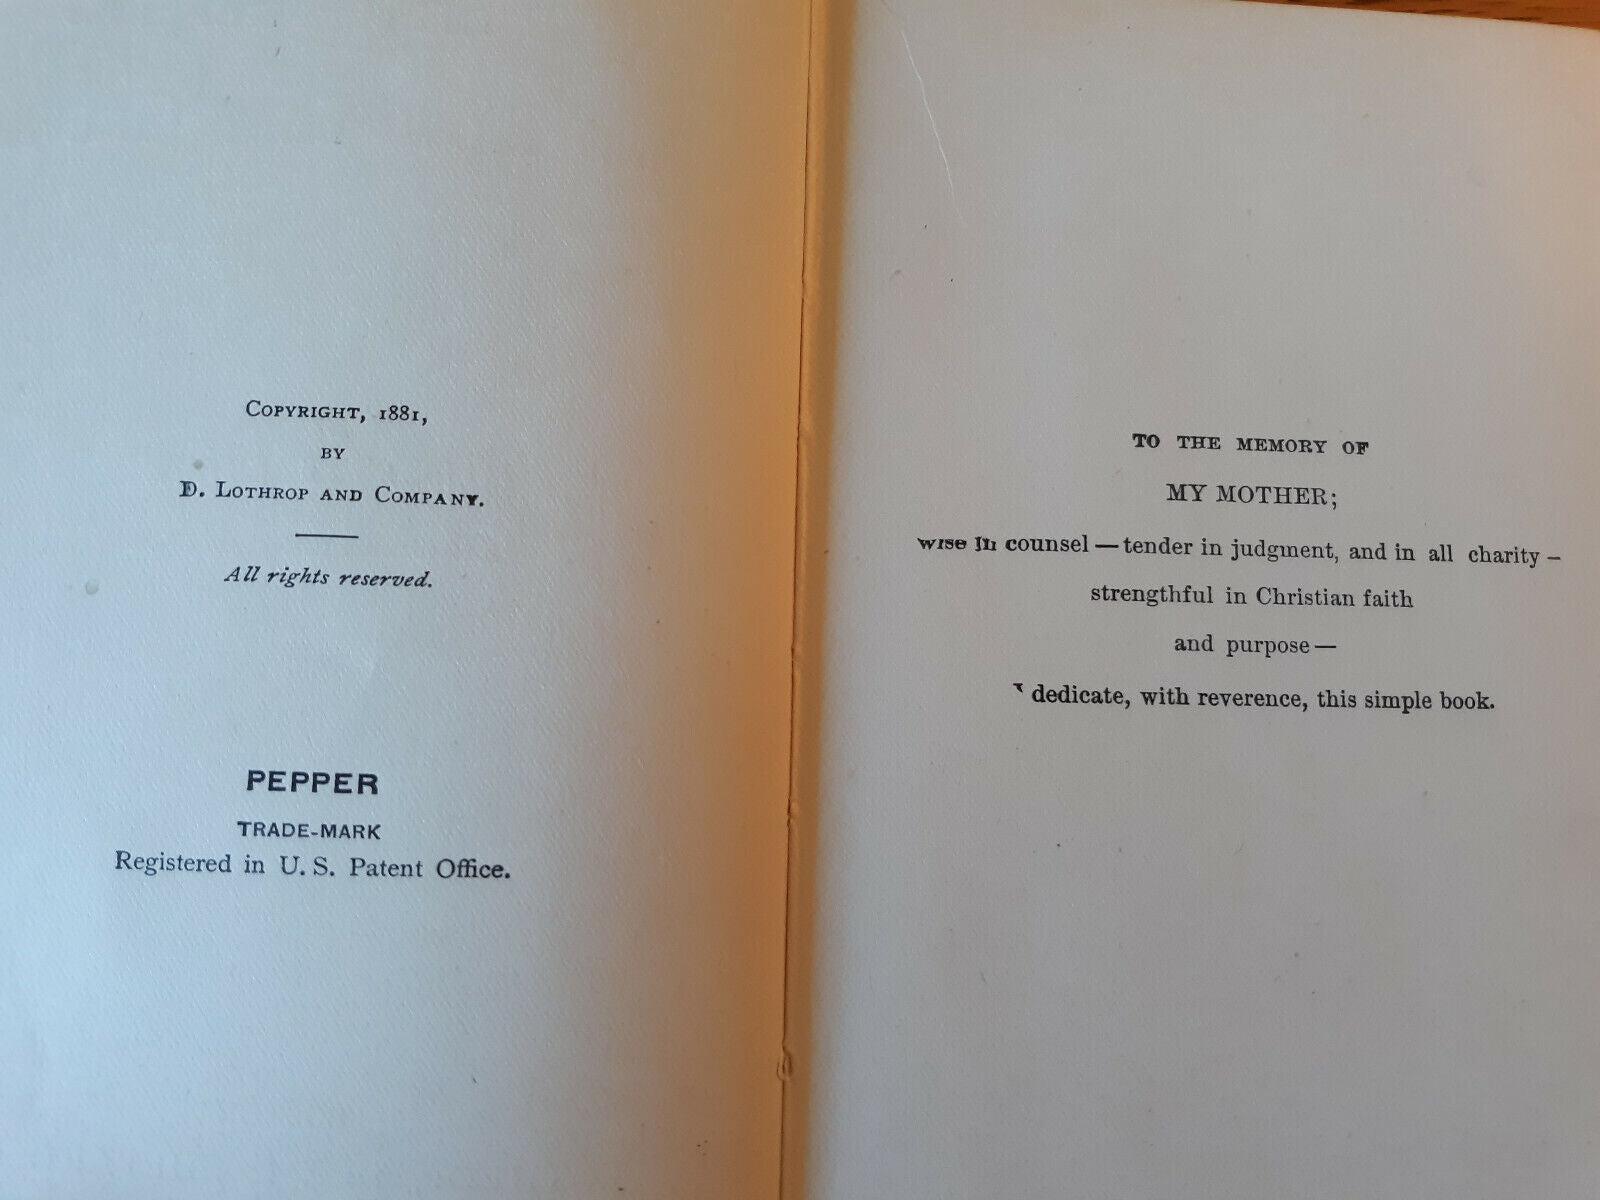 COPYRIGHT, 1881,
BY
D. LOTHROP AND COMPANY.
All rights reserved.
PEPPER
TRADE-MARK
Registered in U. S. Patent Office.
TO THE MEMORY OF
MY MOTHER;
wise in counsel — tender in judgment, and in all charity –
strengthful in Christian faith
and purpose —
dedicate, with reverence, this simple book.